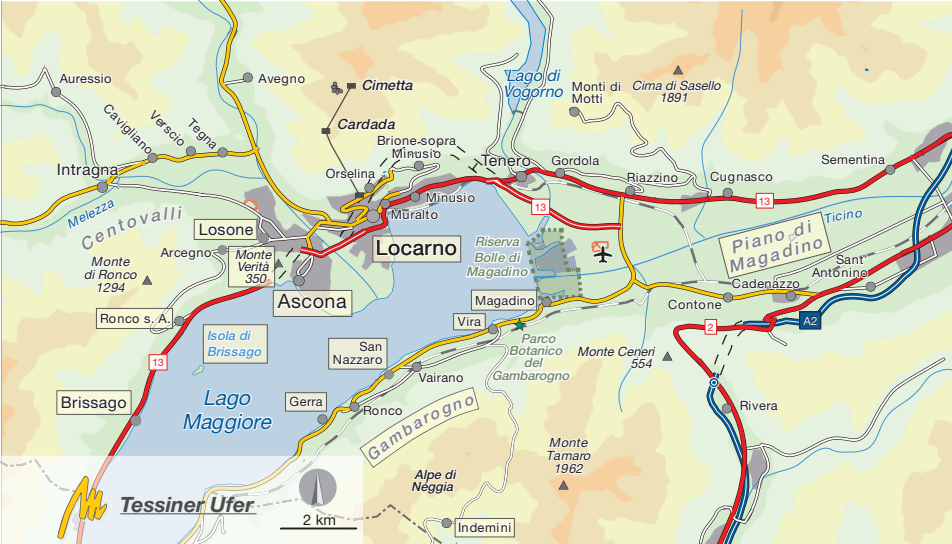 Auressio
Avegno
Cimetta
Lago di
Vogorno
Monti di
Motti
Cima di Sasello
1891
Cavigliano
Verscio
Tegna
Cardada
Brione-sopra
Minusio
Intragna
Orselina
Tenero
Gordola
Riazzino
Cugnasco
Sementina
Melezza
Centovalli
Minusio
Muralto
13
13
Ticino
Losone
Locarno
Riserva
Bolle di
Magadino
Piano di
Magadino
Arcegno
Monte
Verità
350
Monte
di Ronco
1294
Ascona
Magadino
Contone
Cadenazzo
Sant'
Antonino
Ronco s. A.
Vira
2
A2
Isola di
Brissago
San
Nazzaro
Parco
Botanico
del
Gambarogno
Monte Ceneri
554
13
Vairano
Brissago
Lago
Maggiore
Gerra
Ronco
Gambarogno
Rivera
Monte
Tamaro
1962
Alpe di
Neggia
Tessiner Ufer
2 km
Indemini